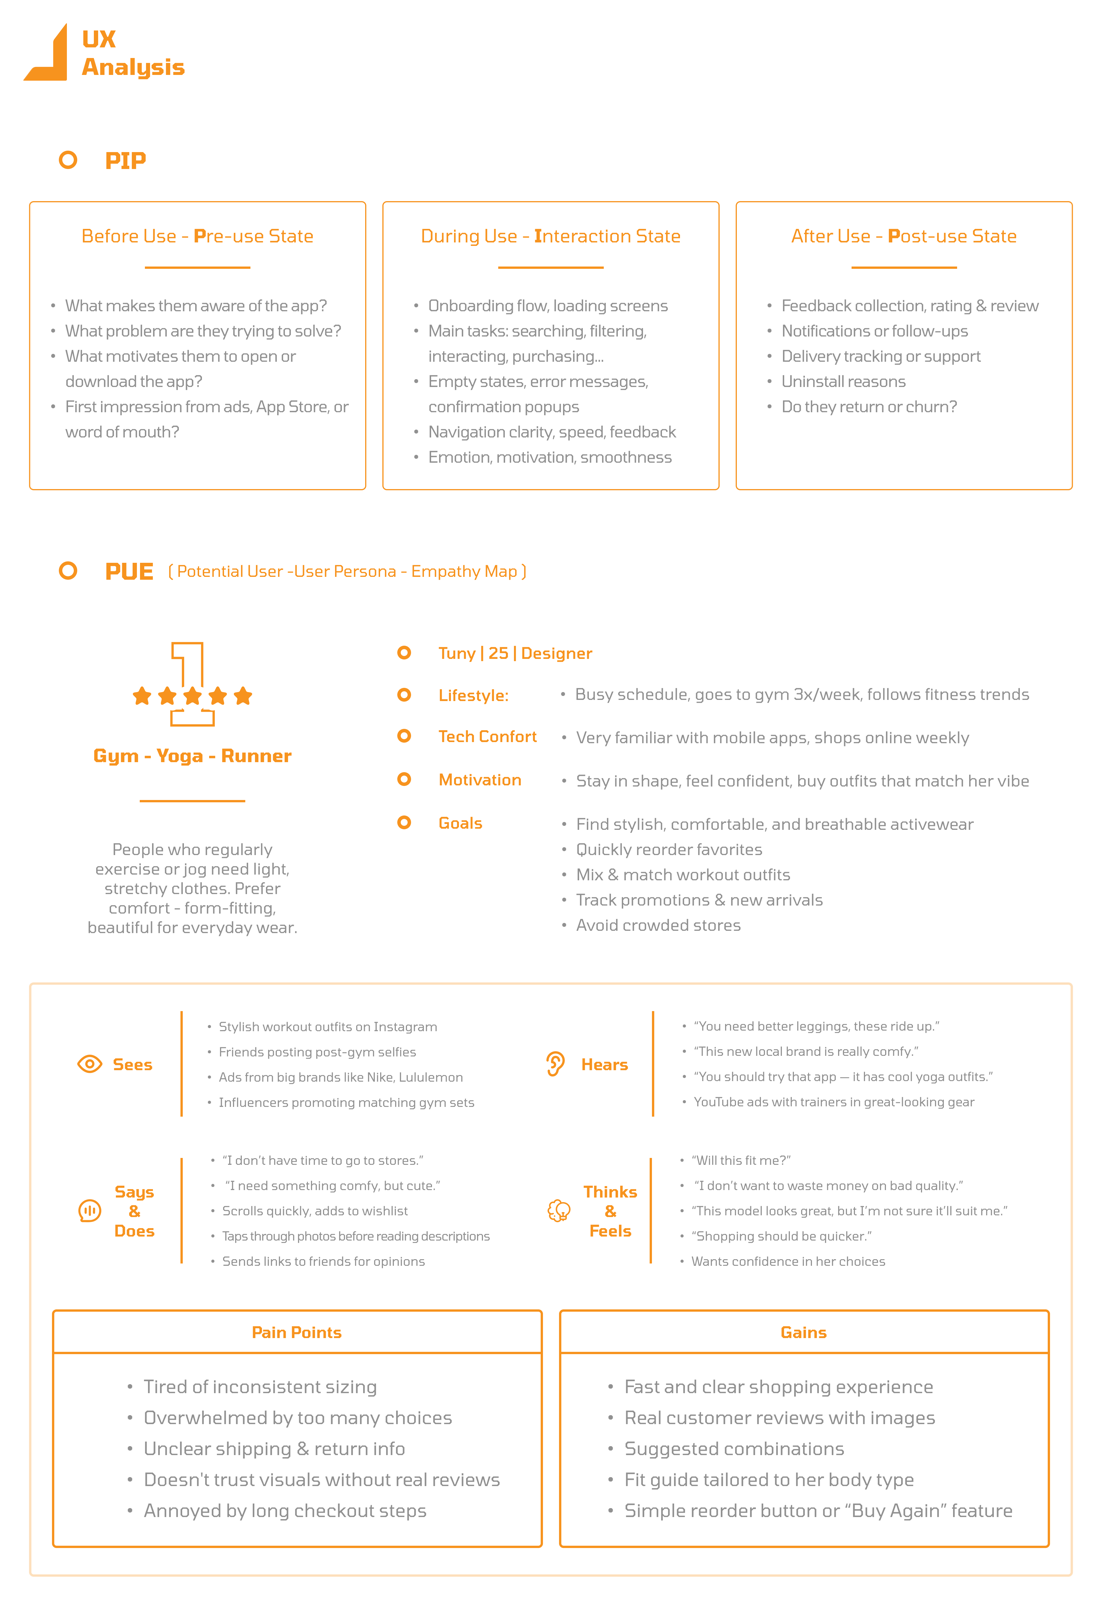 UX
Analysis
PIP
Before Use - Pre-use State
• What makes them aware of the app?
• What problem are they trying to solve?
• What motivates them to open or
download the app?
• First impression from ads, App Store, or
word of mouth?
During Use - Interaction State
• Onboarding flow, loading screens
• Main tasks: searching, filtering,
interacting, purchasing...
• Empty states, error messages,
confirmation popups
• Navigation clarity, speed, feedback
• Emotion, motivation, smoothness
After Use - Post-use State
• Feedback collection, rating & review
• Notifications or follow-ups
• Delivery tracking or support
• Uninstall reasons
• Do they return or churn?
PUE ( Potential User -User Persona - Empathy Map )
1
Gym - Yoga - Runner
People who regularly
exercise or jog need light,
stretchy clothes. Prefer
comfort - form-fitting,
beautiful for everyday wear.
Tuny | 25 | Designer
Lifestyle: • Busy schedule, goes to gym 3x/week, follows fitness trends
Tech Confort • Very familiar with mobile apps, shops online weekly
Motivation • Stay in shape, feel confident, buy outfits that match her vibe
Goals • Find stylish, comfortable, and breathable activewear
• Quickly reorder favorites
• Mix & match workout outfits
• Track promotions & new arrivals
• Avoid crowded stores
Sees
• Stylish workout outfits on Instagram
• Friends posting post-gym selfies
• Ads from big brands like Nike, Lululemon
• Influencers promoting matching gym sets
Hears
• “You need better leggings, these ride up.”
• “This new local brand is really comfy.”
• “You should try that app — it has cool yoga outfits.”
• YouTube ads with trainers in great-looking gear
Says
&
Does
• “I don’t have time to go to stores.”
• “I need something comfy, but cute.”
• Scrolls quickly, adds to wishlist
• Taps through photos before reading descriptions
• Sends links to friends for opinions
Thinks
&
Feels
• “Will this fit me?”
• “I don’t want to waste money on bad quality.”
• “This model looks great, but I’m not sure it’ll suit me.”
• “Shopping should be quicker.”
• Wants confidence in her choices
Pain Points
• Tired of inconsistent sizing
• Overwhelmed by too many choices
• Unclear shipping & return info
• Doesn't trust visuals without real reviews
• Annoyed by long checkout steps
Gains
• Fast and clear shopping experience
• Real customer reviews with images
• Suggested combinations
• Fit guide tailored to her body type
• Simple reorder button or “Buy Again” feature